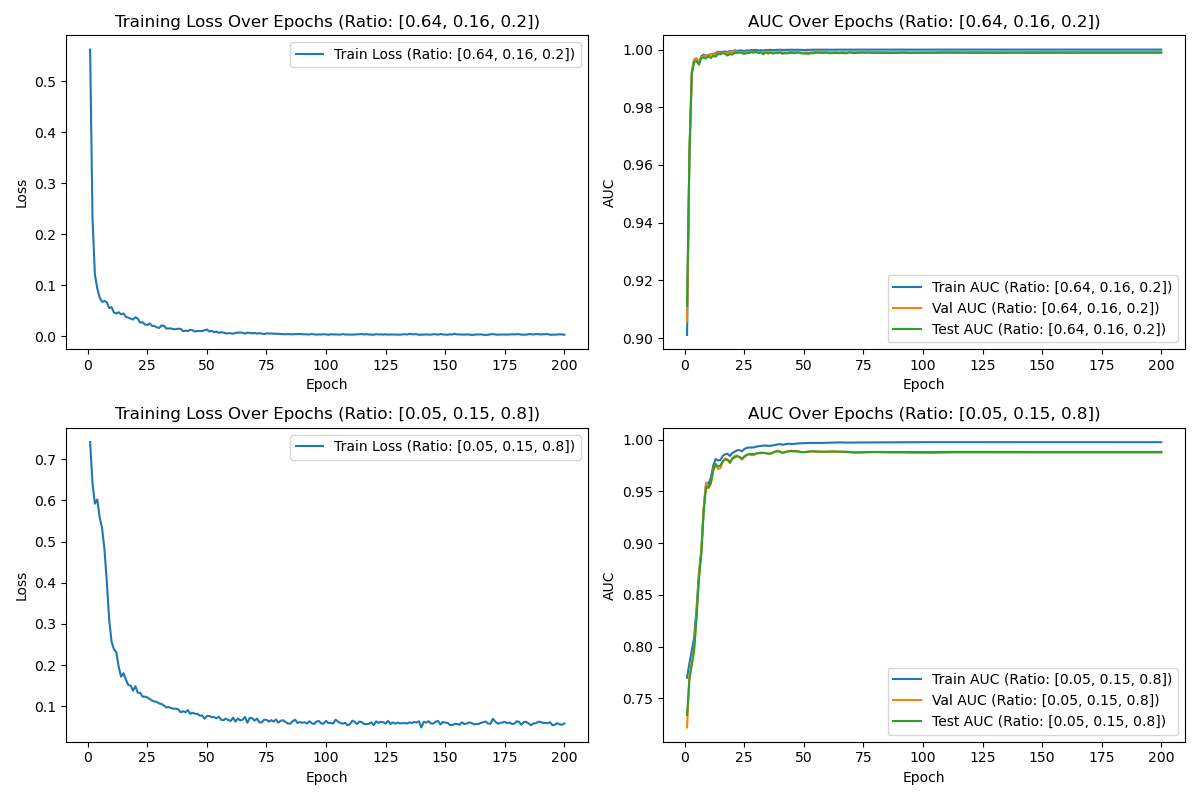 Training Loss Over Epochs (Ratio: [0.64, 0.16, 0.2])
Train Loss (Ratio: [0.64, 0.16, 0.2])
0.5
0.4
0.3
0.2
0.1
0.0
Loss
0 25 50 75 100 125 150 175 200
Epoch
AUC Over Epochs (Ratio: [0.64, 0.16, 0.2])
1.00
0.98
0.96
0.94
0.92
0.90
AUC
Train AUC (Ratio: [0.64, 0.16, 0.2])
Val AUC (Ratio: [0.64, 0.16, 0.2])
Test AUC (Ratio: [0.64, 0.16, 0.2])
0 25 50 75 100 125 150 175 200
Epoch
Training Loss Over Epochs (Ratio: [0.05, 0.15, 0.8])
Train Loss (Ratio: [0.05, 0.15, 0.8])
0.7
0.6
0.5
0.4
0.3
0.2
0.1
Loss
0 25 50 75 100 125 150 175 200
Epoch
AUC Over Epochs (Ratio: [0.05, 0.15, 0.8])
1.00
0.95
0.90
0.85
0.80
0.75
AUC
Train AUC (Ratio: [0.05, 0.15, 0.8])
Val AUC (Ratio: [0.05, 0.15, 0.8])
Test AUC (Ratio: [0.05, 0.15, 0.8])
0 25 50 75 100 125 150 175 200
Epoch